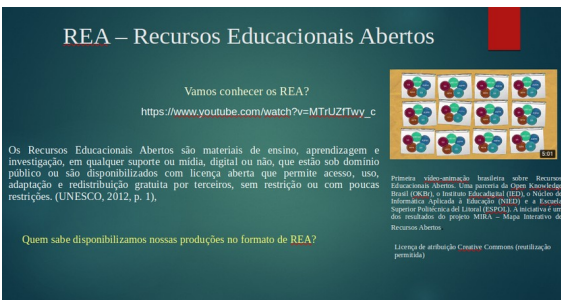 REA – Recursos Educacionais Abertos
Vamos conhecer os REA?
https://www.youtube.com/watch?v=MTrUZfTwy_c
Os Recursos Educacionais Abertos são materiais de ensino, aprendizagem e
investigação, em qualquer suporte ou mídia, digital ou não, que estão sob domínio
público ou são disponibilizados com licença aberta que permite acesso, uso,
adaptação e redistribuição gratuita por terceiros, sem restrição ou com poucas
restrições. (UNESCO, 2012, p. 1),
Quem sabe disponibilizamos nossas produções no formato de REA?
5:01
Primeira vídeo-animação brasileira sobre Recursos
Educacionais Abertos. Uma parceria da Open Knowledge
Brasil (OKBr), o Instituto Educadigital (IED), o Núcleo de
Informática Aplicada à Educação (NIED) e a Escuela
Superior Politécnica del Litoral (ESPOL). A iniciativa é um
dos resultados do projeto MIRA – Mapa Interativo de
Recursos Abertos
Licença de atribuição Creative Commons (reutilização
permitida)